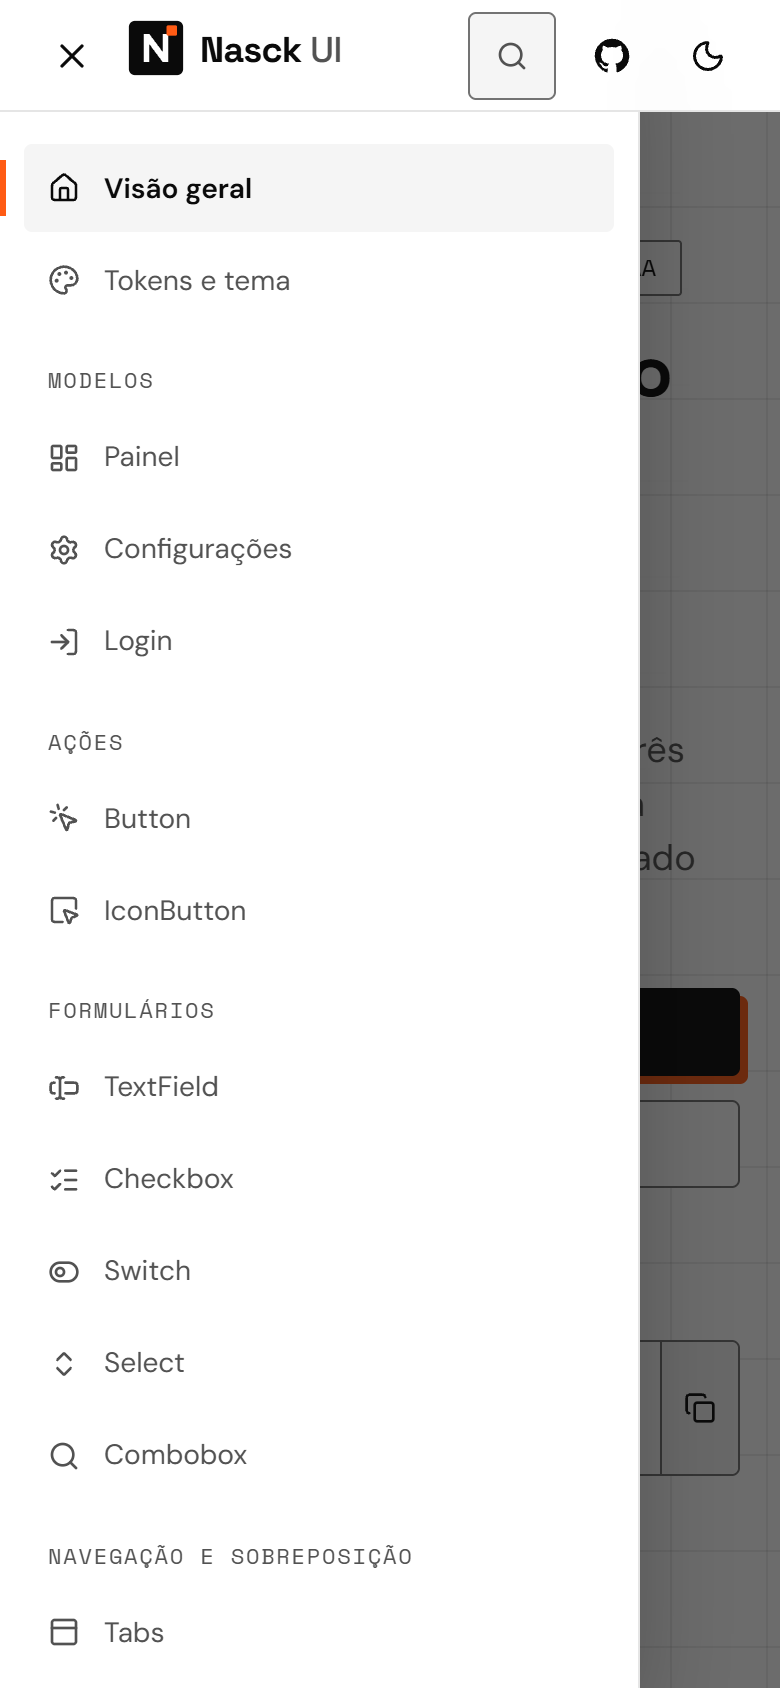 N Nasck UI
Visão geral
Tokens e tema
MODELOS
Painel
Configurações
Login
AÇÕES
Button
IconButton
FORMULÁRIOS
TextField
Checkbox
Switch
Select
Combobox
NAVEGAÇÃO E SOBREPOSIÇÃO
Tabs